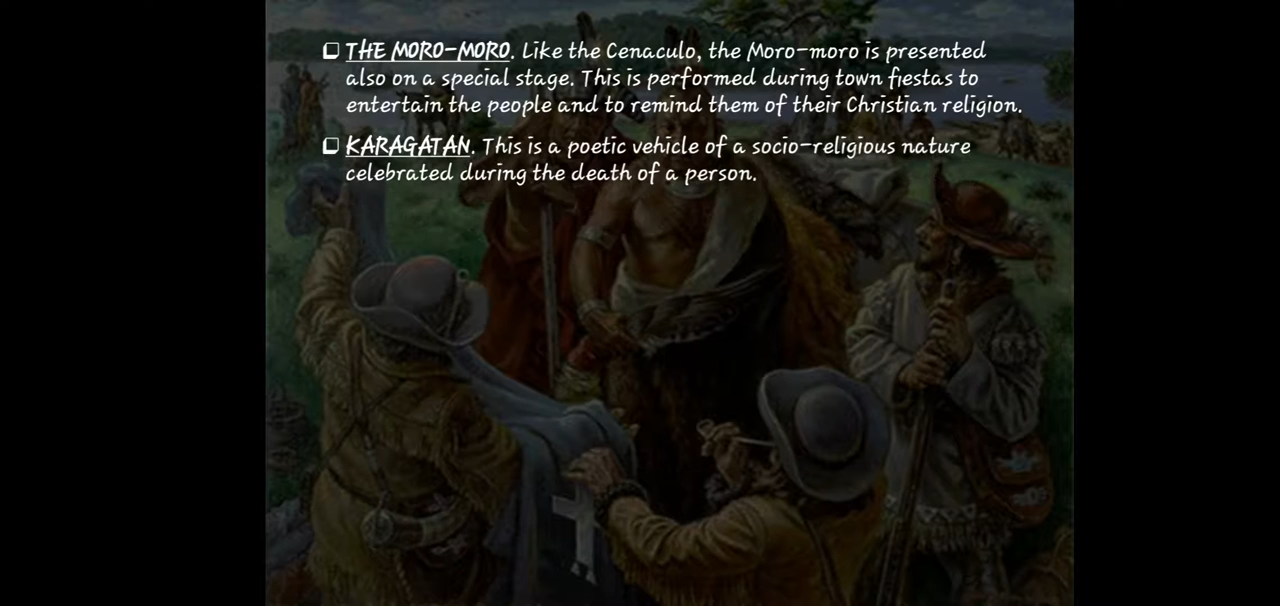 ❑ THE MORO-MORO. Like the Cenaculo, the Moro-moro is presented
also on a special stage. This is performed during town fiestas to
entertain the people and to remind them of their Christian religion.
❑ KARAGATAN. This is a poetic vehicle of a socio-religious nature
celebrated during the death of a person.